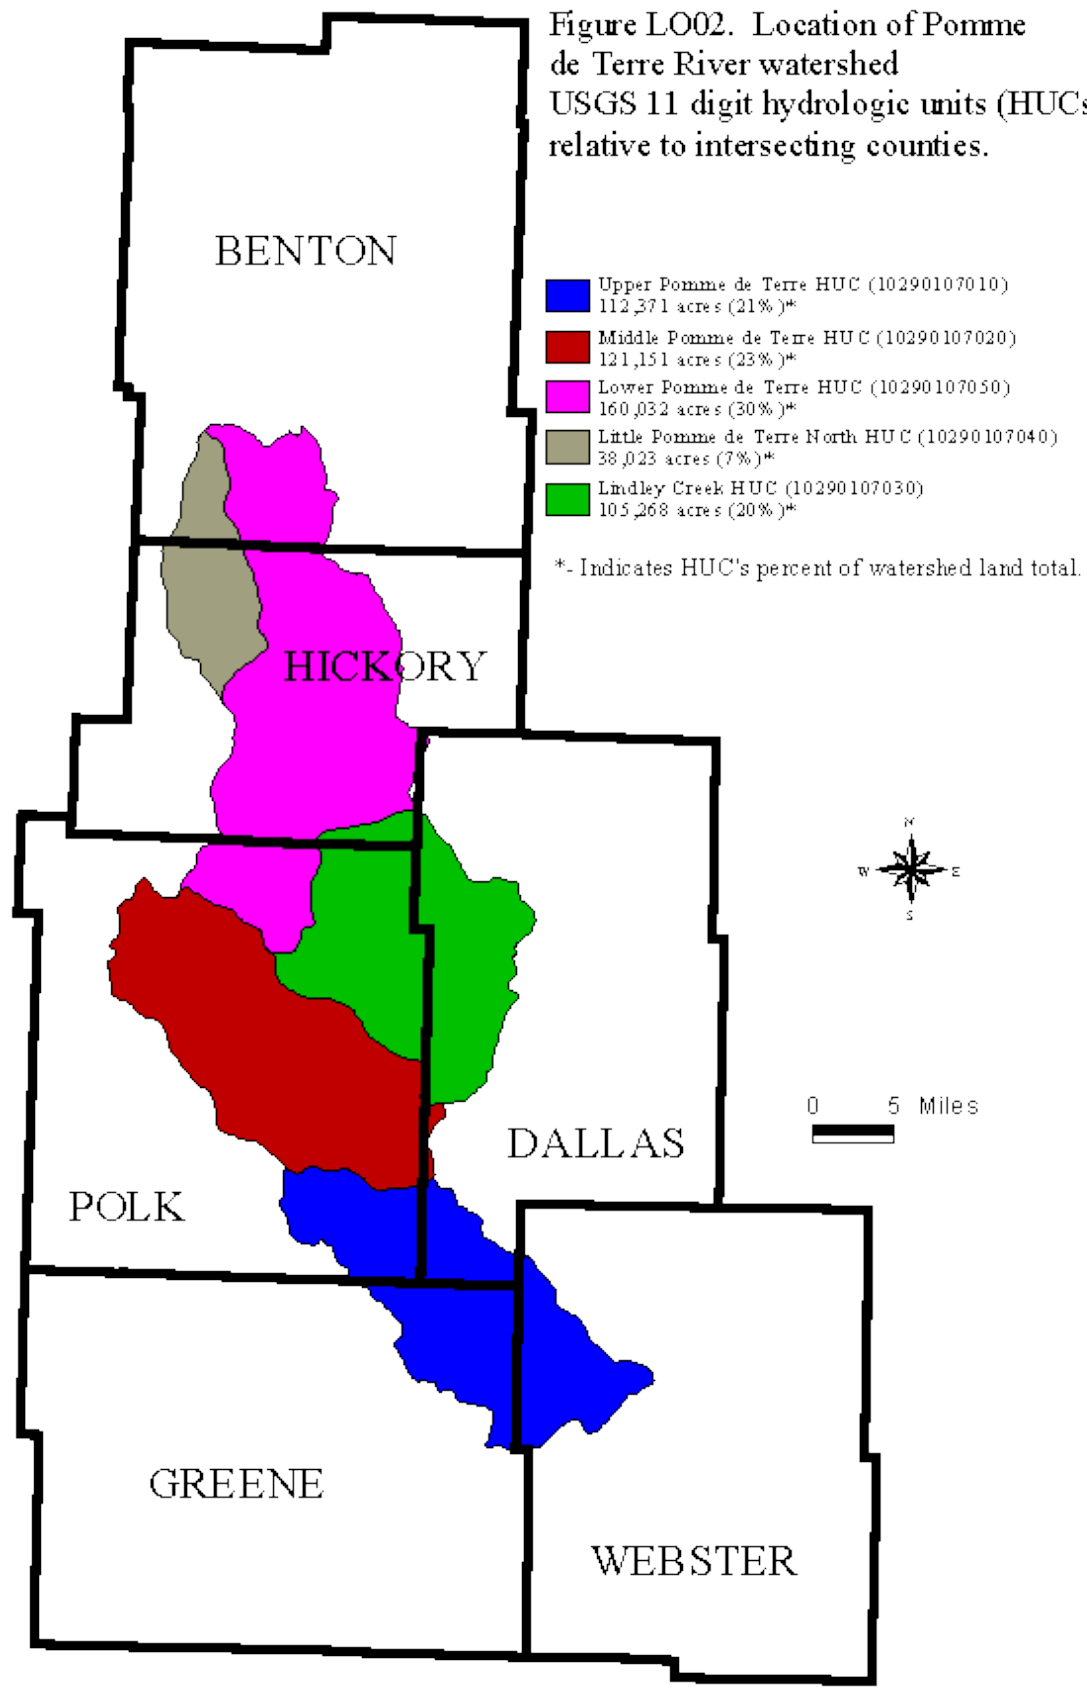 Figure LO02. Location of Pomme
de Terre River watershed
USGS 11 digit hydrologic units (HUCs
relative to intersecting counties.
BENTON
Upper Pomme de Terre HUC (10290107010)
112,371 acres (21%)*
Middle Pomme de Terre HUC (10290107020)
121,151 acres (23%)*
Lower Pomme de Terre HUC (10290107050)
160,032 acres (30%)*
Little Pomme de Terre North HUC (10290107040)
38,023 acres (7%)*
Lindley Creek HUC (10290107030)
105,268 acres (20%)*
*- Indicates HUC's percent of watershed land total.
HICKORY
N
W E
S
0 5 Miles
DALLAS
POLK
GREENE
WEBSTER